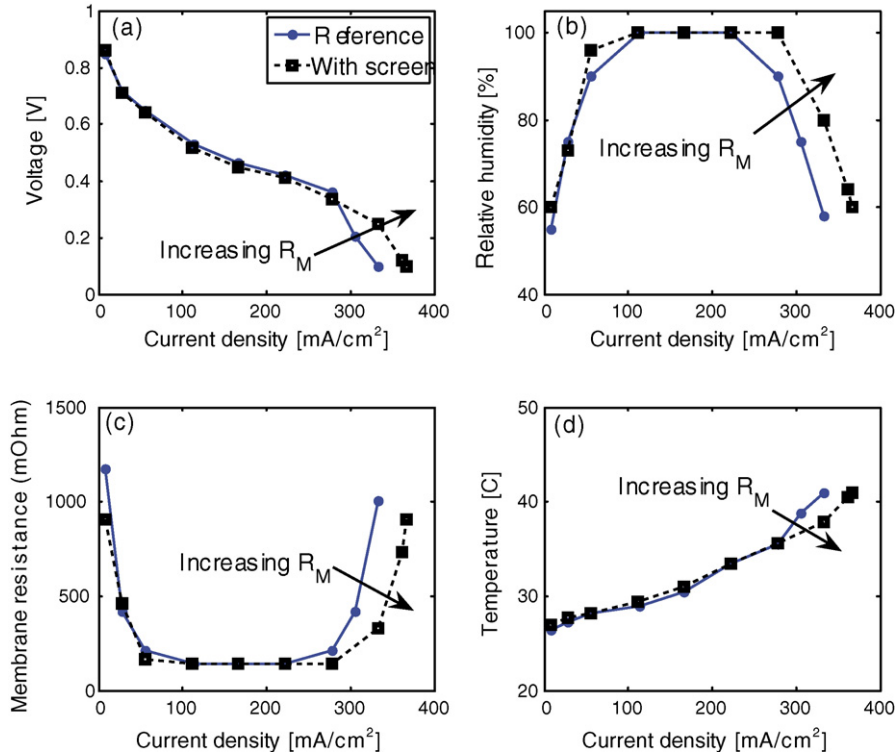 (a)
Reference
With screen
Increasing R_M
Voltage [V]
1
0.8
0.6
0.4
0.2
0
0 100 200 300 400
Current density [mA/cm²]
(b)
Increasing R_M
Relative humidity [%]
100
80
60
40
0 100 200 300 400
Current density [mA/cm²]
(c)
Increasing R_M
Membrane resistance (mOhm)
1500
1000
500
0
0 100 200 300 400
Current density [mA/cm²]
(d)
Increasing R_M
Temperature [C]
50
40
30
20
0 100 200 300 400
Current density [mA/cm²]